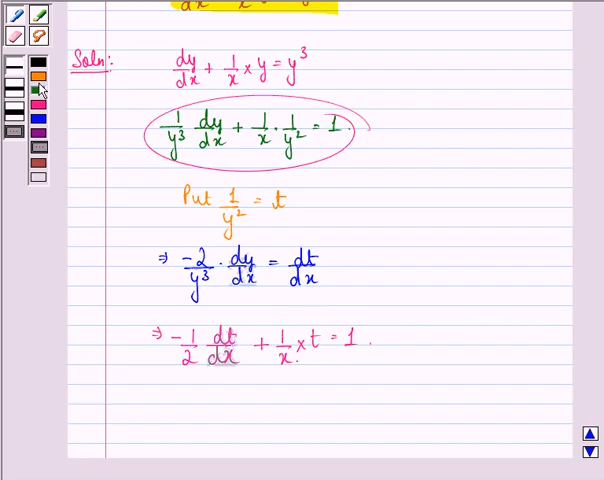 Soln: dy/dx + 1/x × y = y³
1/y³ dy/dx + 1/x · 1/y² = 1.
Put 1/y² = t
⇒ -2/y³ · dy/dx = dt/dx
⇒ -1/2 dt/dx + 1/x × t = 1.